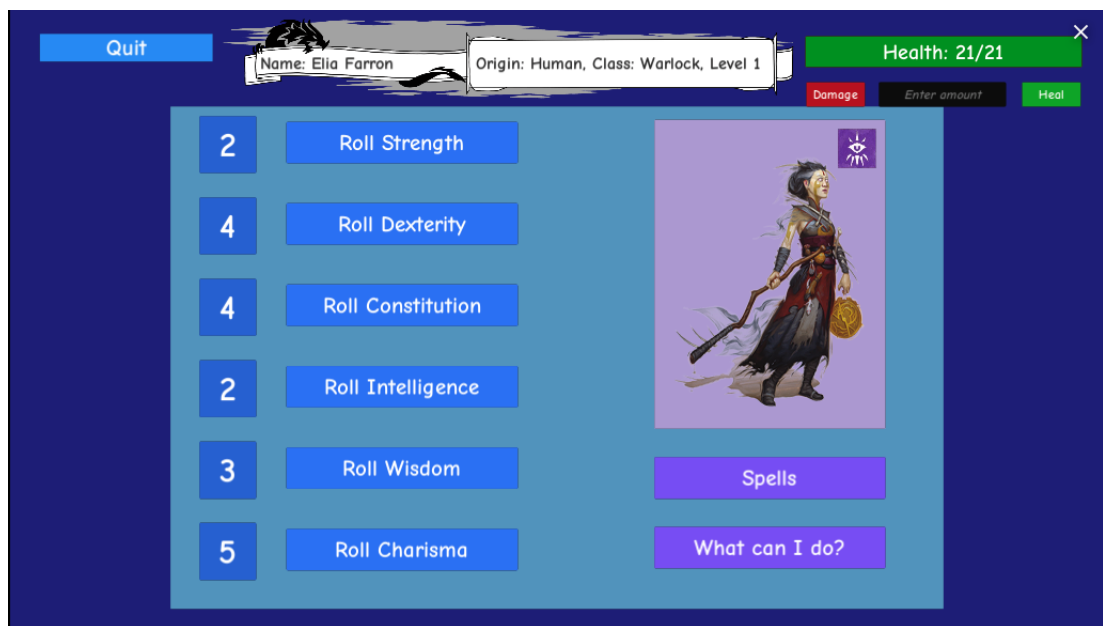 Quit
Name: Elia Farron
Origin: Human, Class: Warlock, Level 1
Health: 21/21
Damage
Enter amount
Heal
2
Roll Strength
4
Roll Dexterity
4
Roll Constitution
2
Roll Intelligence
3
Roll Wisdom
5
Roll Charisma
Spells
What can I do?